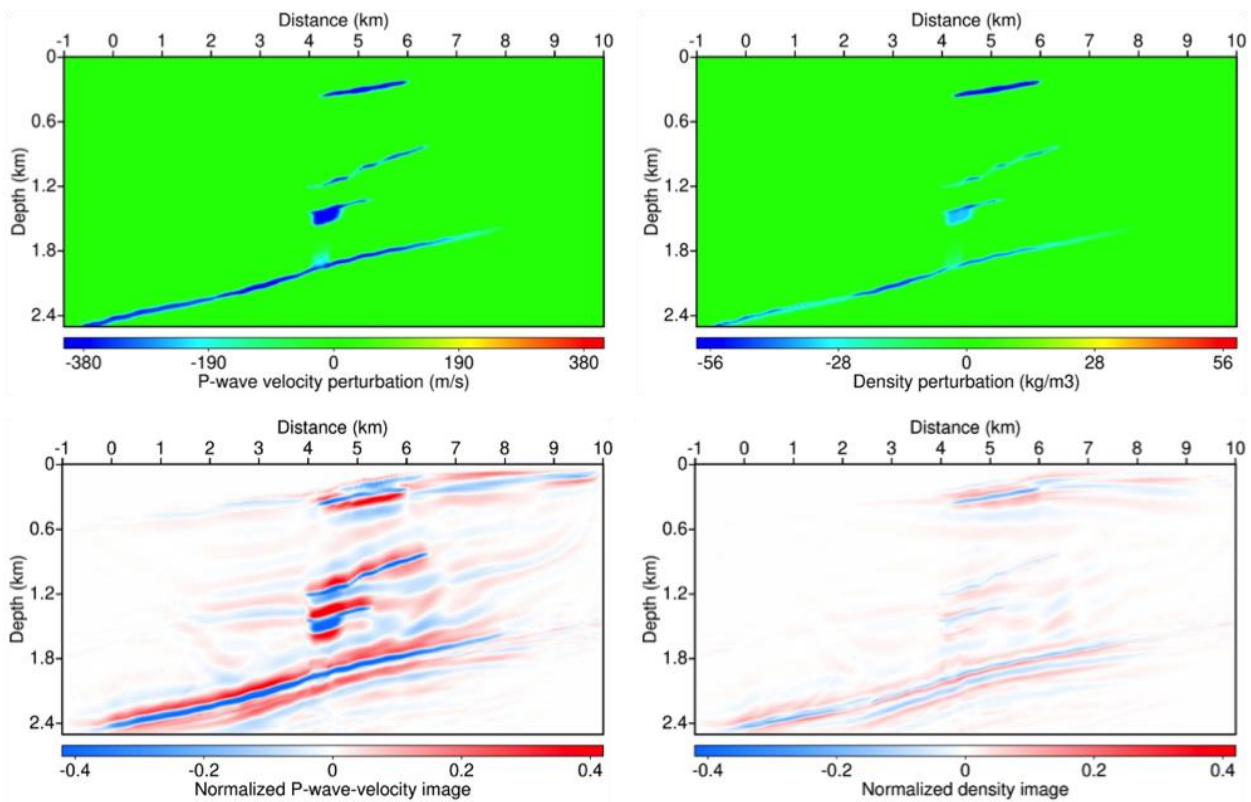 Distance (km)
-1 0 1 2 3 4 5 6 7 8 9 10
0
0.6
1.2
1.8
2.4
Depth (km)
-380 -190 0 190 380
P-wave velocity perturbation (m/s)
Distance (km)
-1 0 1 2 3 4 5 6 7 8 9 10
0
0.6
1.2
1.8
2.4
Depth (km)
-56 -28 0 28 56
Density perturbation (kg/m3)
Distance (km)
-1 0 1 2 3 4 5 6 7 8 9 10
0
0.6
1.2
1.8
2.4
Depth (km)
-0.4 -0.2 0 0.2 0.4
Normalized P-wave-velocity image
Distance (km)
-1 0 1 2 3 4 5 6 7 8 9 10
0
0.6
1.2
1.8
2.4
Depth (km)
-0.4 -0.2 0 0.2 0.4
Normalized density image